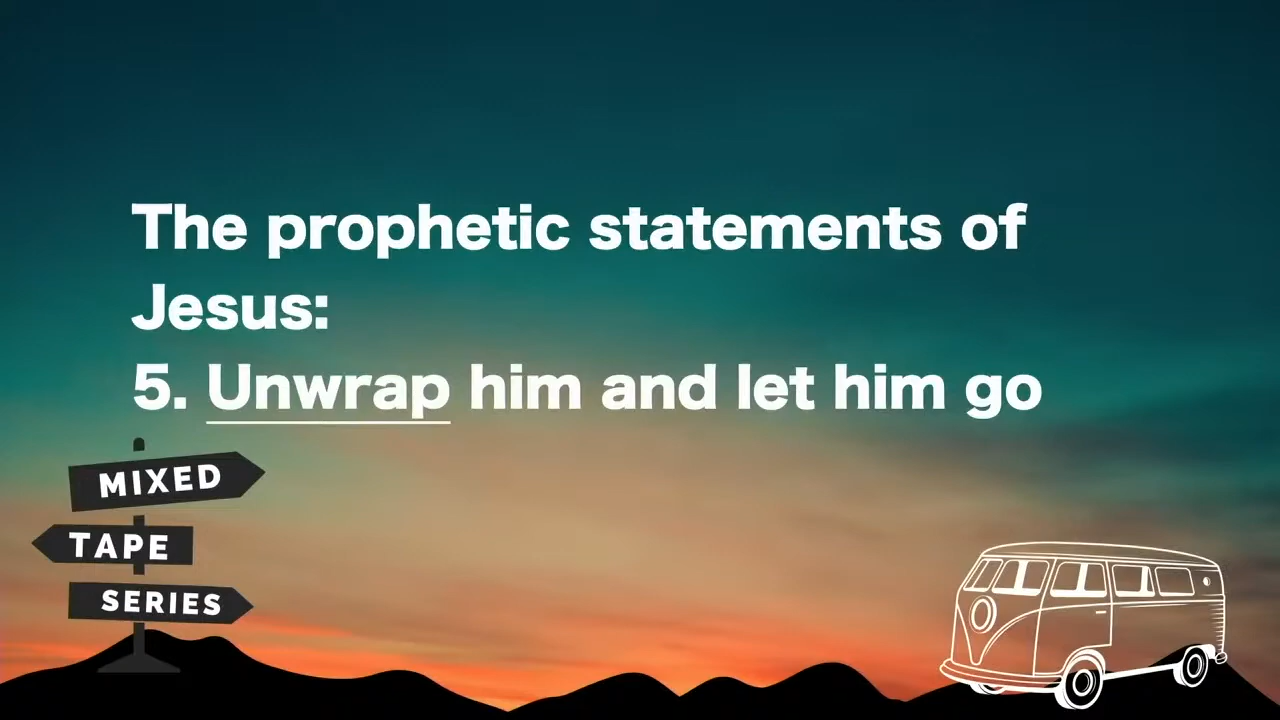 The prophetic statements of
Jesus:
5. Unwrap him and let him go
MIXED
TAPE
SERIES